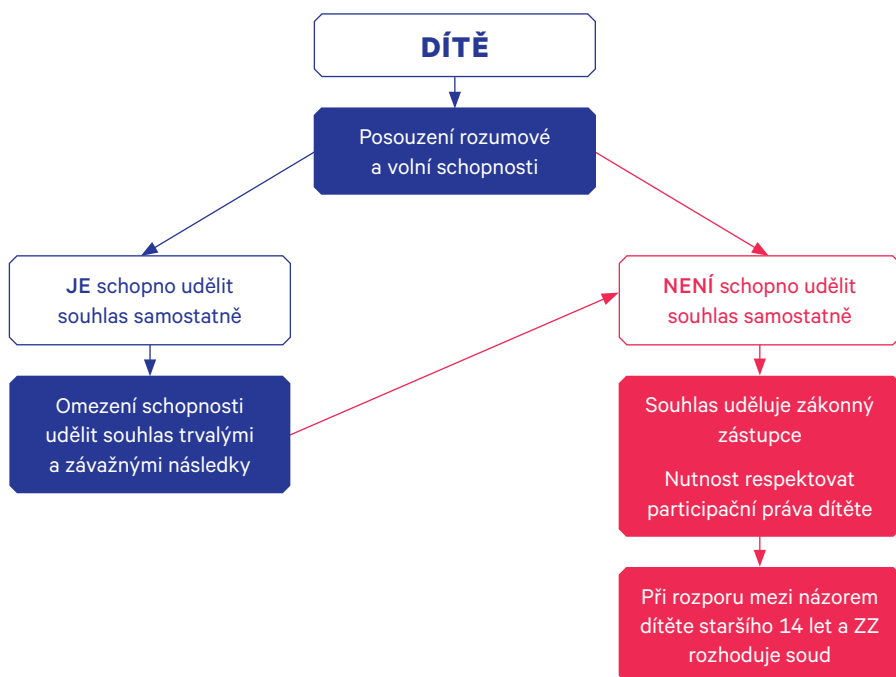 DÍTĚ
Posouzení rozumové
a volní schopnosti
JE schopno udělit
souhlas samostatně
NENÍ schopno udělit
souhlas samostatně
Omezení schopnosti
udělit souhlas trvalými
a závažnými následky
Souhlas uděluje zákonný
zástupce
Nutnost respektovat
participační práva dítěte
Při rozporu mezi názorem
dítěte staršího 14 let a ZZ
rozhoduje soud